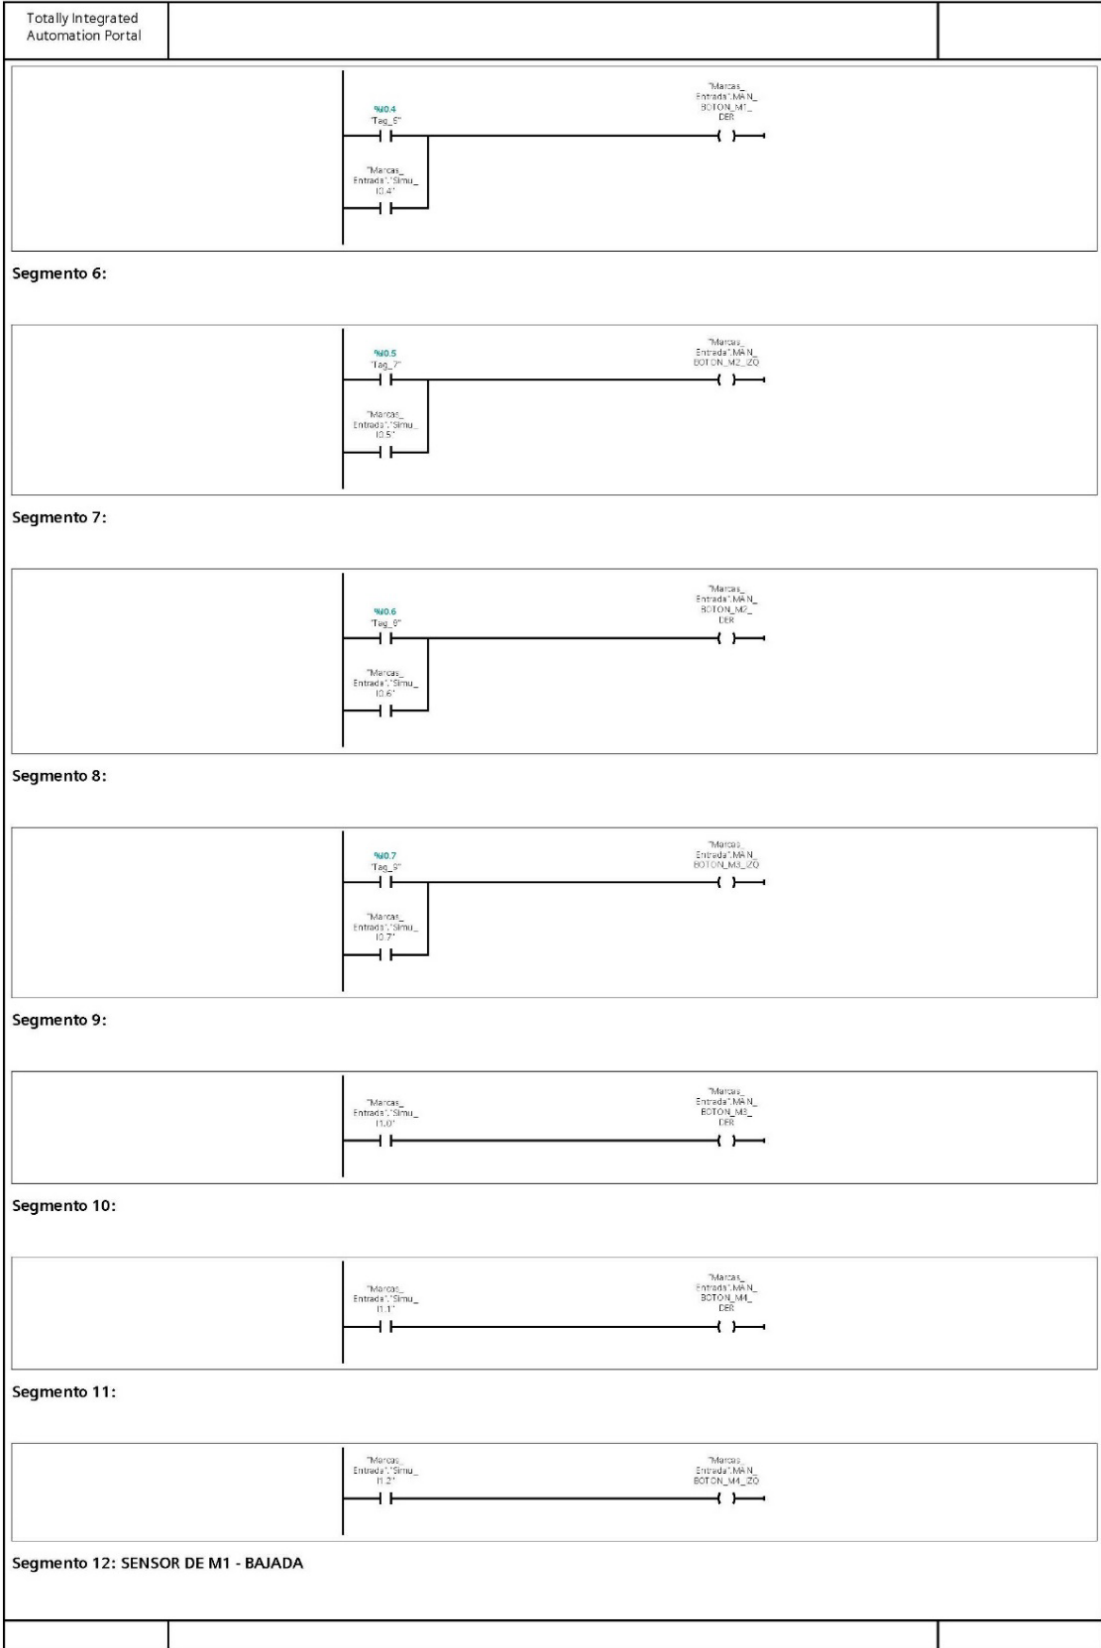 Totally Integrated
Automation Portal
%I0.4
"Marcas_
Entrada".MAN_
BOTON_M1_
DER
"Marcas_
Entrada"."Simu_
I0.4"
Segmento 6:
%I0.5
"Tag_7"
"Marcas_
Entrada".MAN_
BOTON_M2_IZQ
"Marcas_
Entrada"."Simu_
I0.5"
Segmento 7:
%I0.6
"Marcas_
Entrada".MAN_
BOTON_M2_
DER
"Marcas_
Entrada"."Simu_
I0.6"
Segmento 8:
%I0.7
"Tag_9"
"Marcas_
Entrada".MAN_
BOTON_M3_IZQ
"Marcas_
Entrada"."Simu_
I0.7"
Segmento 9:
"Marcas_
Entrada"."Simu_
I1.0"
"Marcas_
Entrada".MAN_
BOTON_M3_
DER
Segmento 10:
"Marcas_
Entrada"."Simu_
I1.1"
"Marcas_
Entrada".MAN_
BOTON_M4_
DER
Segmento 11:
"Marcas_
Entrada"."Simu_
I1.2"
"Marcas_
Entrada".MAN_
BOTON_M4_IZQ
Segmento 12: SENSOR DE M1 - BAJADA